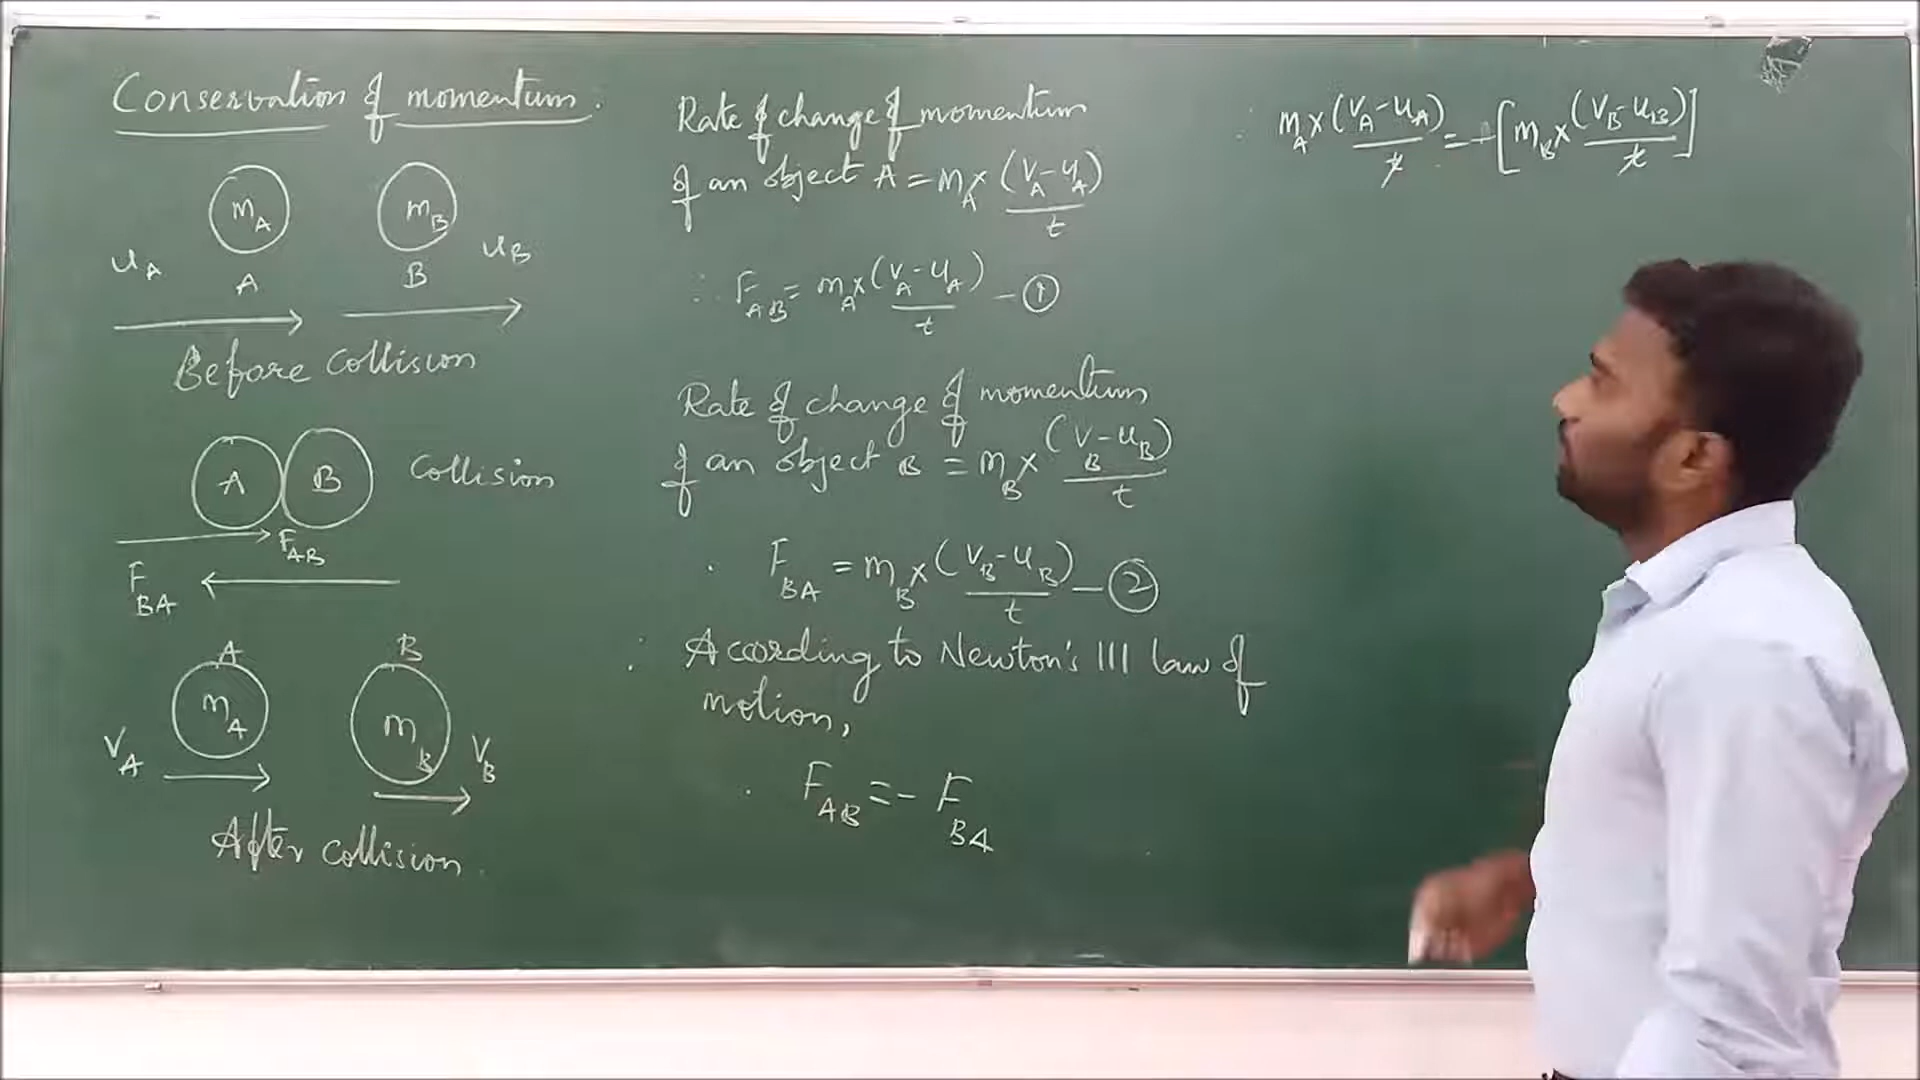 Conservation of momentum.
mA mB
uA A B uB
Before Collision
A B Collision
FAB
FBA
A B
mA mB
VA VB
After collision.
Rate of change of momentum
of an object A = mA × (VA - uA) / t
∴ FAB = mA × (VA - uA) / t - ①
Rate of change of momentum
of an object B = mB × (VB - uB) / t
∴ FBA = mB × (VB - uB) / t - ②
∴ Acording to Newton's III law of
motion,
∴ FAB = - FBA
∴ mA × (VA - uA) / t = - [mB × (VB - uB) / t]